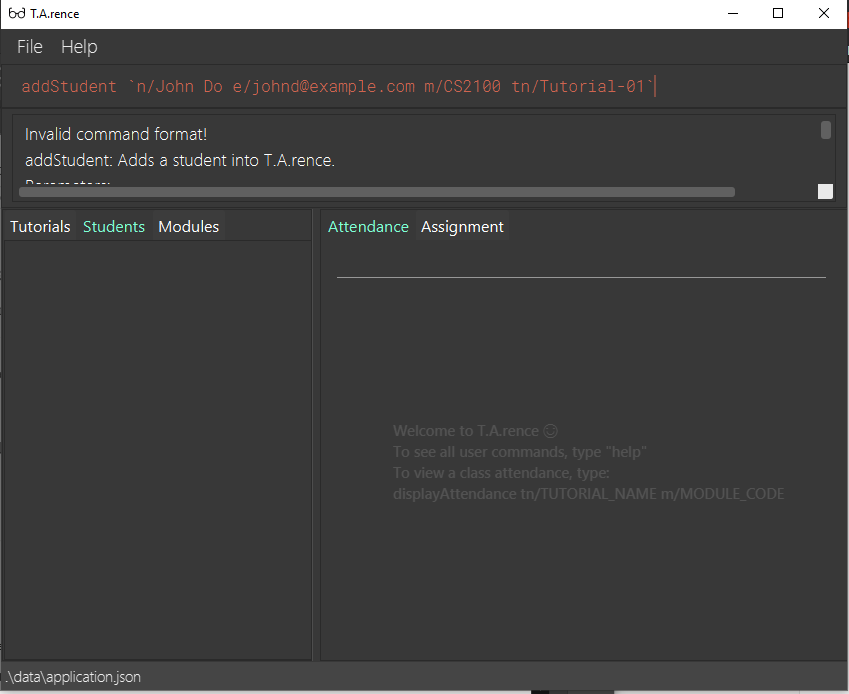 T.A.rence
File Help
addStudent `n/John Do e/johnd@example.com m/CS2100 tn/Tutorial-01`
Invalid command format!
addStudent: Adds a student into T.A.rence.
Parameters:
Tutorials Students Modules
Attendance Assignment
Welcome to T.A.rence 😊
To see all user commands, type "help"
To view a class attendance, type:
displayAttendance tn/TUTORIAL_NAME m/MODULE_CODE
.\data\application.json